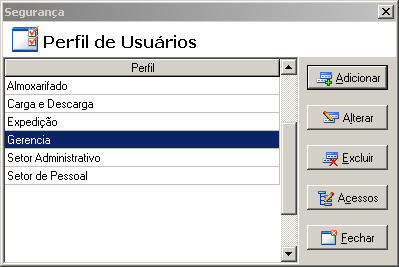 Segurança
Perfil de Usuários
Perfil
Almoxarifado
Carga e Descarga
Expedição
Gerencia
Setor Administrativo
Setor de Pessoal
Adicionar
Alterar
Excluir
Acessos
Fechar